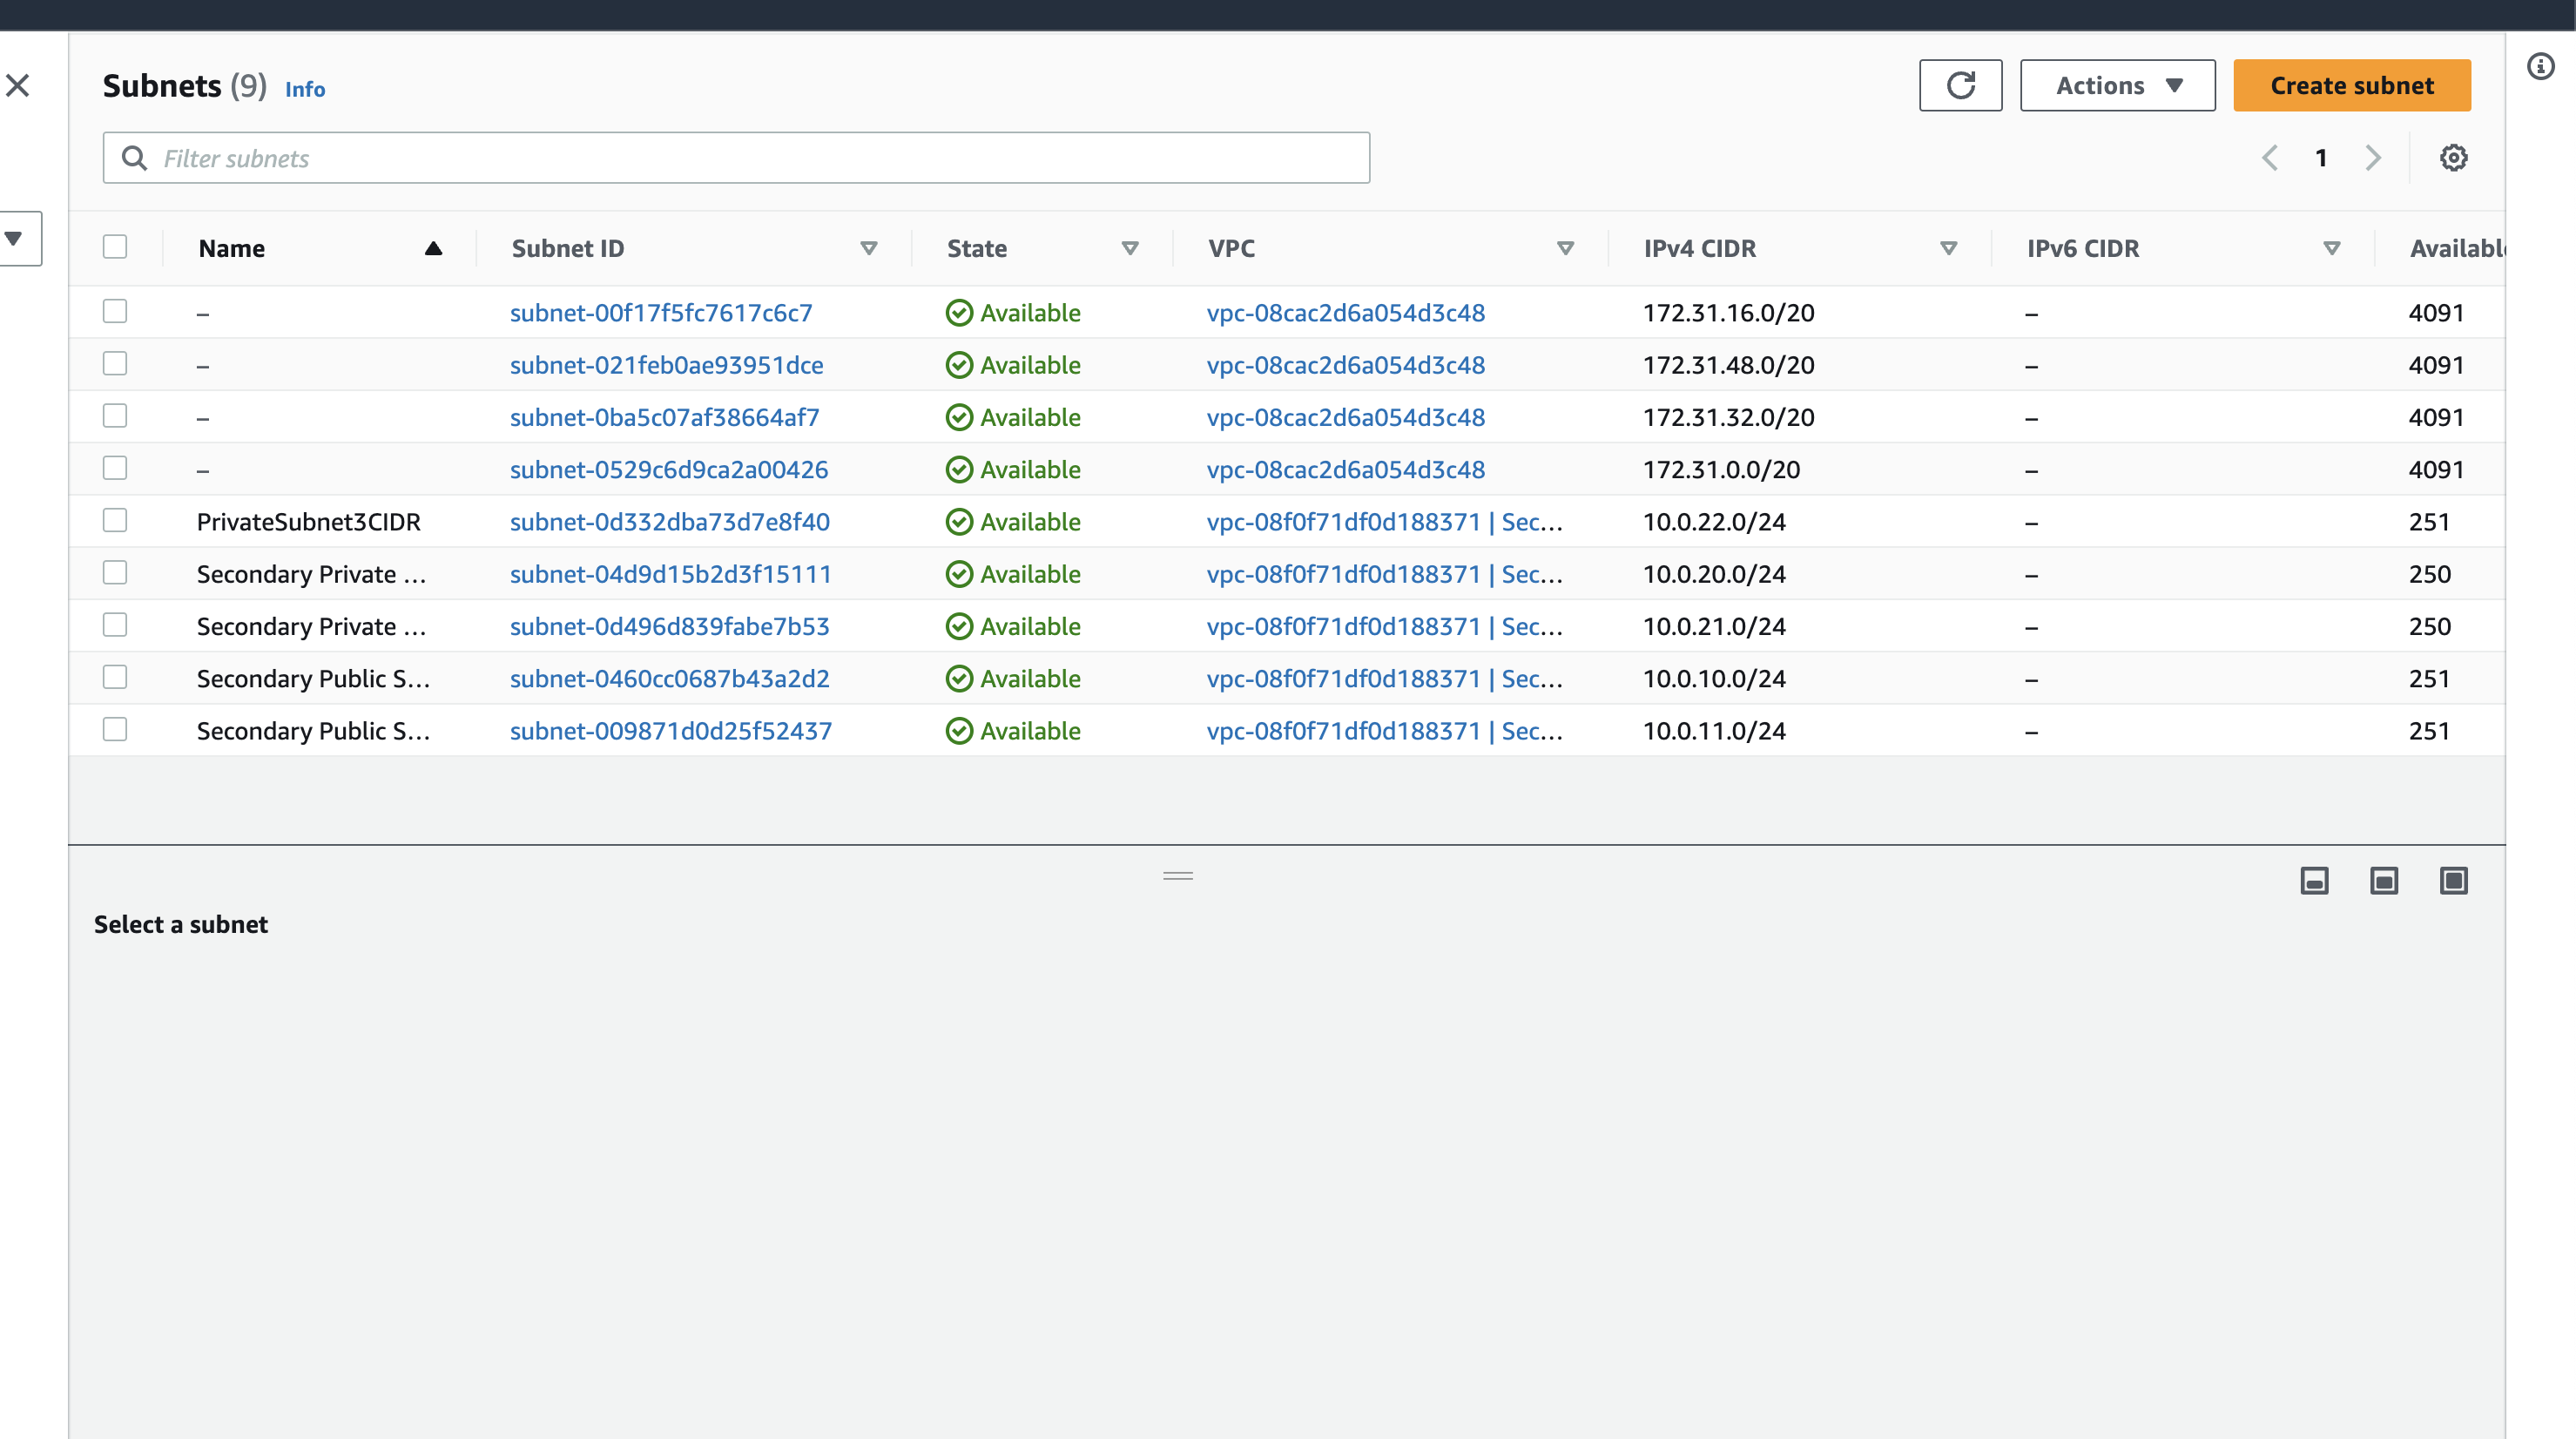 Subnets (9) Info
Actions
Create subnet
Filter subnets
1
Name Subnet ID State VPC IPv4 CIDR IPv6 CIDR Available
– subnet-00f17f5fc7617c6c7 Available vpc-08cac2d6a054d3c48 172.31.16.0/20 – 4091
– subnet-021feb0ae93951dce Available vpc-08cac2d6a054d3c48 172.31.48.0/20 – 4091
– subnet-0ba5c07af38664af7 Available vpc-08cac2d6a054d3c48 172.31.32.0/20 – 4091
– subnet-0529c6d9ca2a00426 Available vpc-08cac2d6a054d3c48 172.31.0.0/20 – 4091
PrivateSubnet3CIDR subnet-0d332dba73d7e8f40 Available vpc-08f0f71df0d188371 | Sec... 10.0.22.0/24 – 251
Secondary Private ... subnet-04d9d15b2d3f15111 Available vpc-08f0f71df0d188371 | Sec... 10.0.20.0/24 – 250
Secondary Private ... subnet-0d496d839fabe7b53 Available vpc-08f0f71df0d188371 | Sec... 10.0.21.0/24 – 250
Secondary Public S... subnet-0460cc0687b43a2d2 Available vpc-08f0f71df0d188371 | Sec... 10.0.10.0/24 – 251
Secondary Public S... subnet-009871d0d25f52437 Available vpc-08f0f71df0d188371 | Sec... 10.0.11.0/24 – 251
Select a subnet